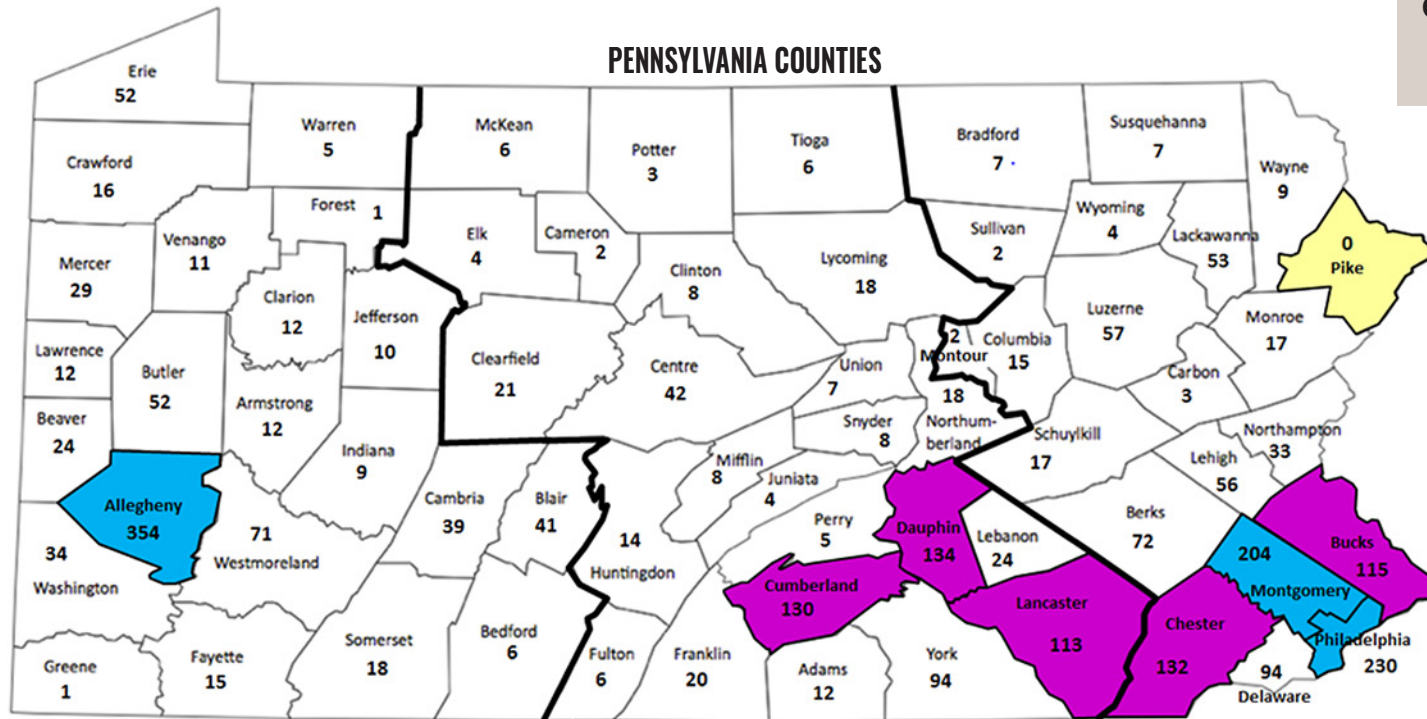 PENNSYLVANIA COUNTIES
Erie
52
Warren
5
McKean
6
Potter
3
Tioga
6
Bradford
7
Susquehanna
7
Wayne
9
Crawford
16
Forest 1
Venango
11
Elk
4
Cameron
2
Clinton
8
Lycoming
18
Sullivan
2
Wyoming
4
Lackawanna
53
0
Pike
Mercer
29
Clarion
12
Jefferson
10
Clearfield
21
Centre
42
Union
7
2
Montour
Columbia
15
Luzerne
57
Monroe
17
Lawrence
12
Butler
52
Armstrong
12
Carbon
3
Beaver
24
Indiana
9
Snyder
8
18
Northum-
berland
Schuylkill
17
Northampton
33
Lehigh
56
Allegheny
354
71
Westmoreland
Cambria
39
Blair
41
Mifflin
8
Juniata
4
Perry
5
Dauphin
134
Lebanon
24
Berks
72
Bucks
115
34
Washington
14
Huntingdon
Cumberland
130
Lancaster
113
Chester
132
204
Montgomery
Philadelphia
230
Greene
1
Fayette
15
Somerset
18
Bedford
6
Fulton
6
Franklin
20
Adams
12
York
94
94
Delaware